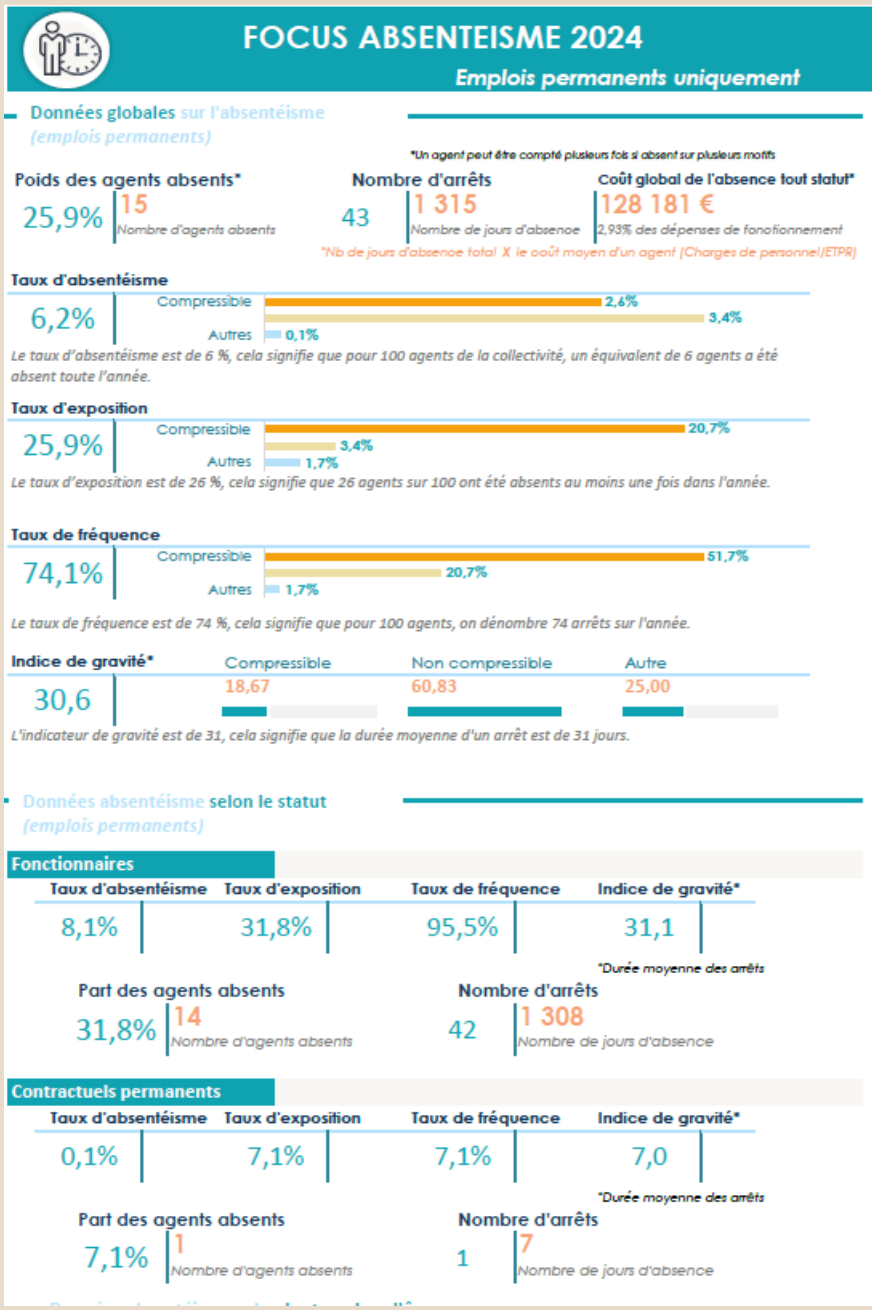 FOCUS ABSENTEISME 2024
Emplois permanents uniquement
Données globales sur l'absentéisme
(emplois permanents)
*Un agent peut être compté plusieurs fois si absent sur plusieurs motifs
Poids des agents absents* Nombre d'arrêts Coût global de l'absence tout statut*
25,9% 15 43 1 315 128 181 €
Nombre d'agents absents Nombre de jours d'absence 2,93% des dépenses de fonctionnement
*Nb de jours d'absence total X le coût moyen d'un agent (Charges de personnel/ETPR)
Taux d'absentéisme
6,2% Compressible 2,6%
3,4%
Autres 0,1%
Le taux d'absentéisme est de 6 %, cela signifie que pour 100 agents de la collectivité, un équivalent de 6 agents a été
absent toute l'année.
Taux d'exposition
25,9% Compressible 20,7%
3,4%
Autres 1,7%
Le taux d'exposition est de 26 %, cela signifie que 26 agents sur 100 ont été absents au moins une fois dans l'année.
Taux de fréquence
74,1% Compressible 51,7%
20,7%
Autres 1,7%
Le taux de fréquence est de 74 %, cela signifie que pour 100 agents, on dénombre 74 arrêts sur l'année.
Indice de gravité* Compressible Non compressible Autre
30,6 18,67 60,83 25,00
L'indicateur de gravité est de 31, cela signifie que la durée moyenne d'un arrêt est de 31 jours.
Données absentéisme selon le statut
(emplois permanents)
Fonctionnaires
Taux d'absentéisme Taux d'exposition Taux de fréquence Indice de gravité*
8,1% 31,8% 95,5% 31,1
*Durée moyenne des arrêts
Part des agents absents Nombre d'arrêts
31,8% 14 42 1 308
Nombre d'agents absents Nombre de jours d'absence
Contractuels permanents
Taux d'absentéisme Taux d'exposition Taux de fréquence Indice de gravité*
0,1% 7,1% 7,1% 7,0
*Durée moyenne des arrêts
Part des agents absents Nombre d'arrêts
7,1% 1 1 7
Nombre d'agents absents Nombre de jours d'absence